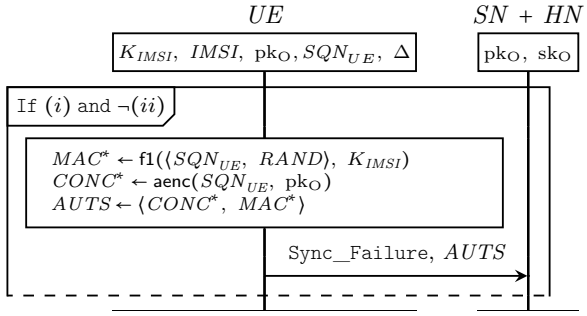 UE SN + HN
K_IMSI, IMSI, pk_O, SQN_UE, Δ pk_O, sk_O
If (i) and ¬(ii)
MAC* ← f1(⟨SQN_UE, RAND⟩, K_IMSI)
CONC* ← aenc(SQN_UE, pk_O)
AUTS ← ⟨CONC*, MAC*⟩
Sync_Failure, AUTS